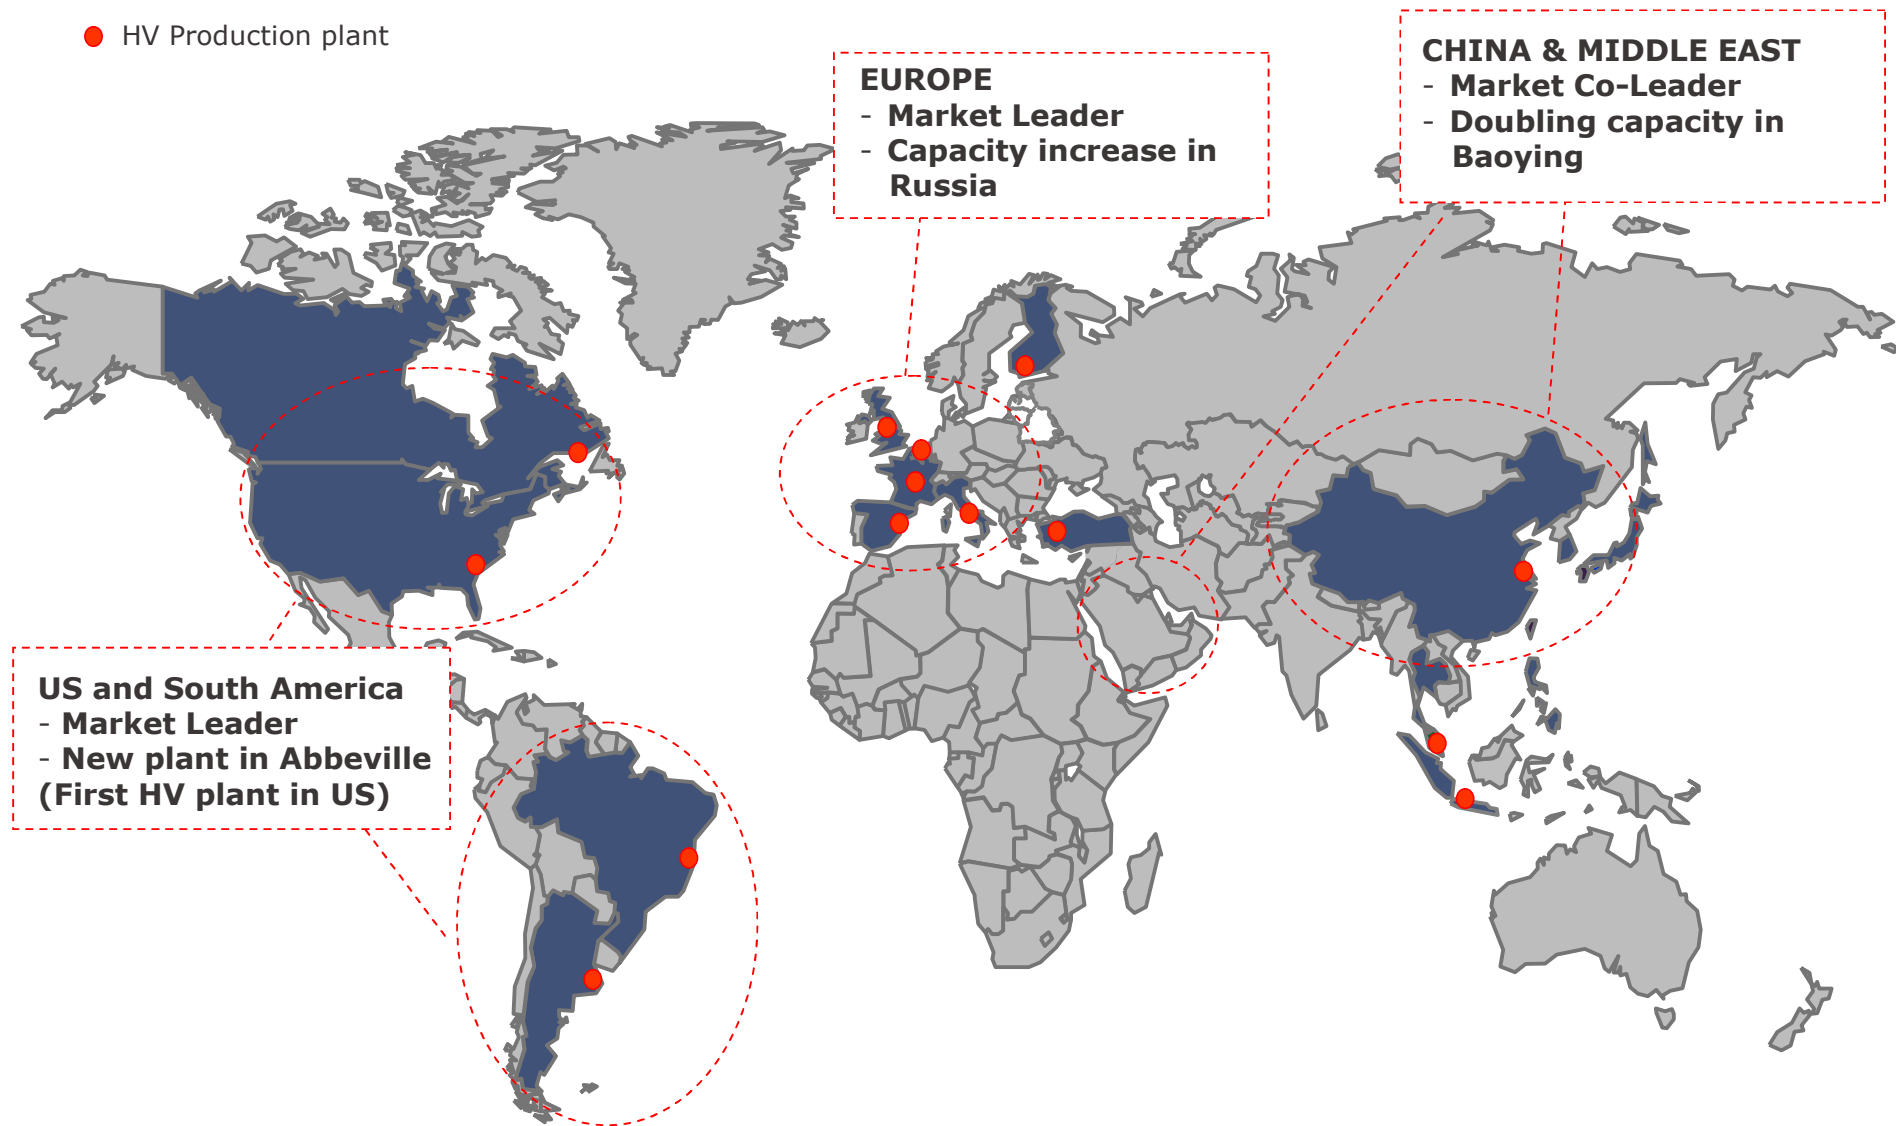 HV Production plant
EUROPE
- Market Leader
- Capacity increase in
Russia
CHINA & MIDDLE EAST
- Market Co-Leader
- Doubling capacity in
Baoying
US and South America
- Market Leader
- New plant in Abbeville
(First HV plant in US)